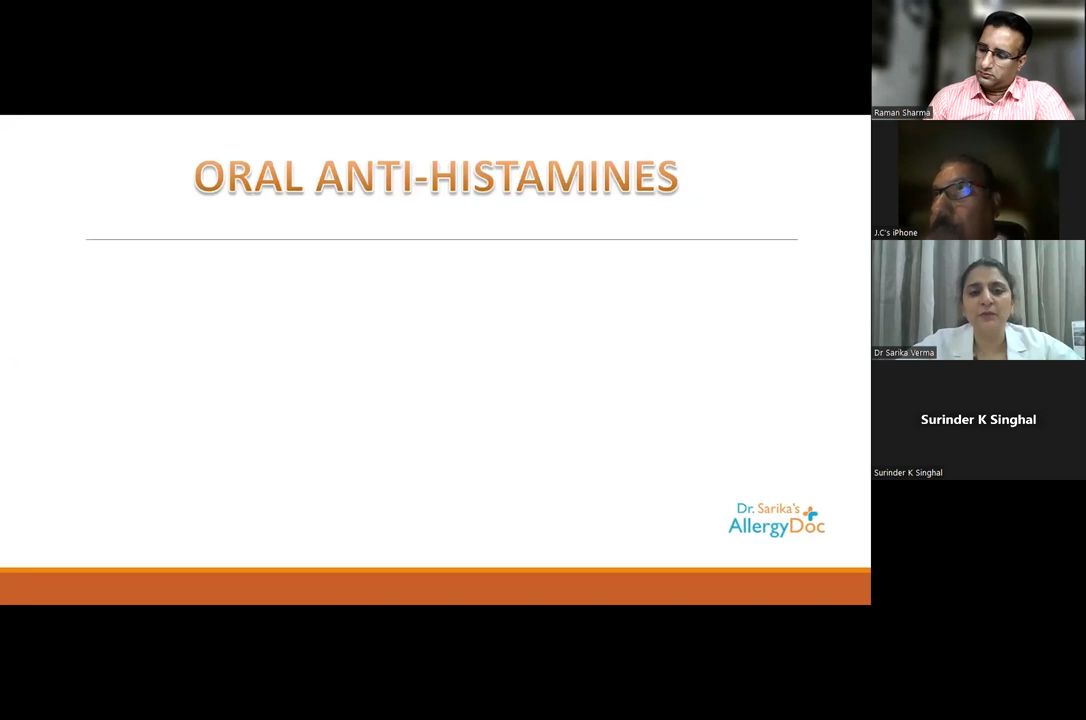 ORAL ANTI-HISTAMINES
Dr. Sarika's
AllergyDoc
Raman Sharma
J.C's iPhone
Dr Sarika Verma
Surinder K Singhal
Surinder K Singhal